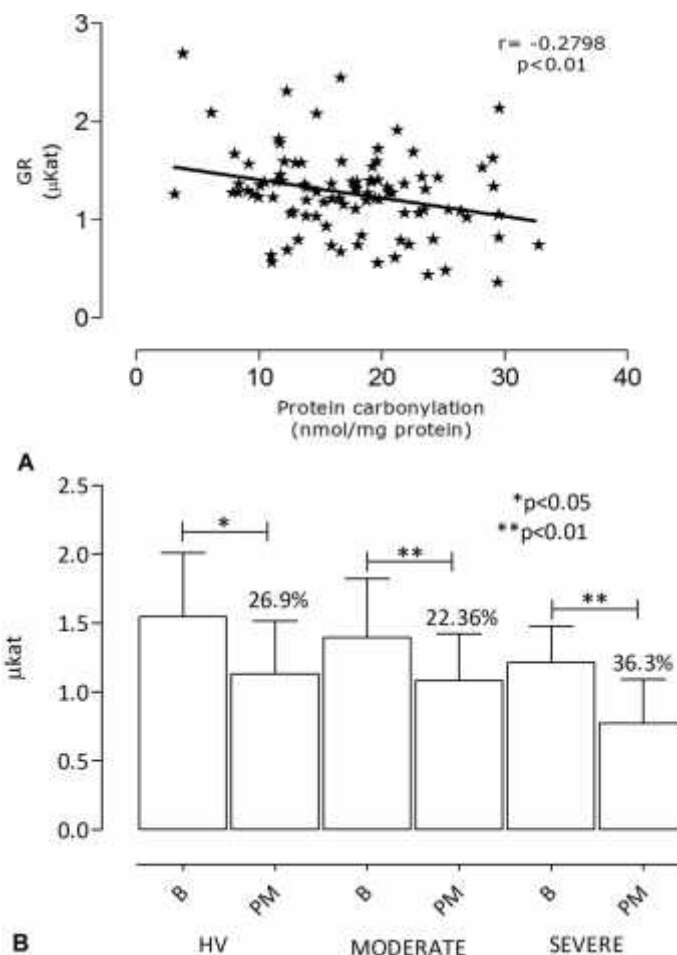 3
r= -0.2798
p<0.01
2
GR
(µKat)
1
0
0 10 20 30 40
Protein carbonylation
(nmol/mg protein)
A
2.5
*p<0.05
**p<0.01
2.0
* ** **
26.9% 22.36% 36.3%
1.5
µkat
1.0
0.5
0.0
B PM B PM B PM
B HV MODERATE SEVERE